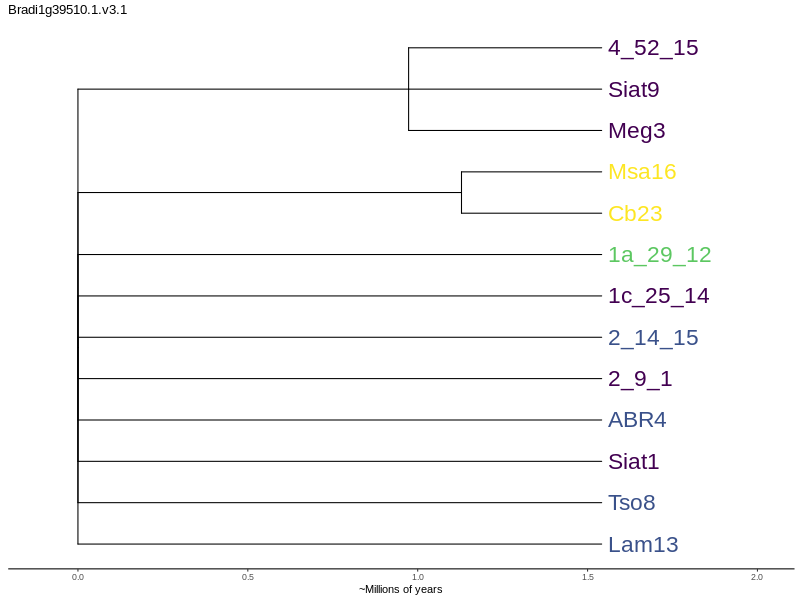 Bradi1g39510.1.v3.1
4_52_15
Siat9
Meg3
Msa16
Cb23
1a_29_12
1c_25_14
2_14_15
2_9_1
ABR4
Siat1
Tso8
Lam13
0.0 0.5 1.0 1.5 2.0
~Millions of years